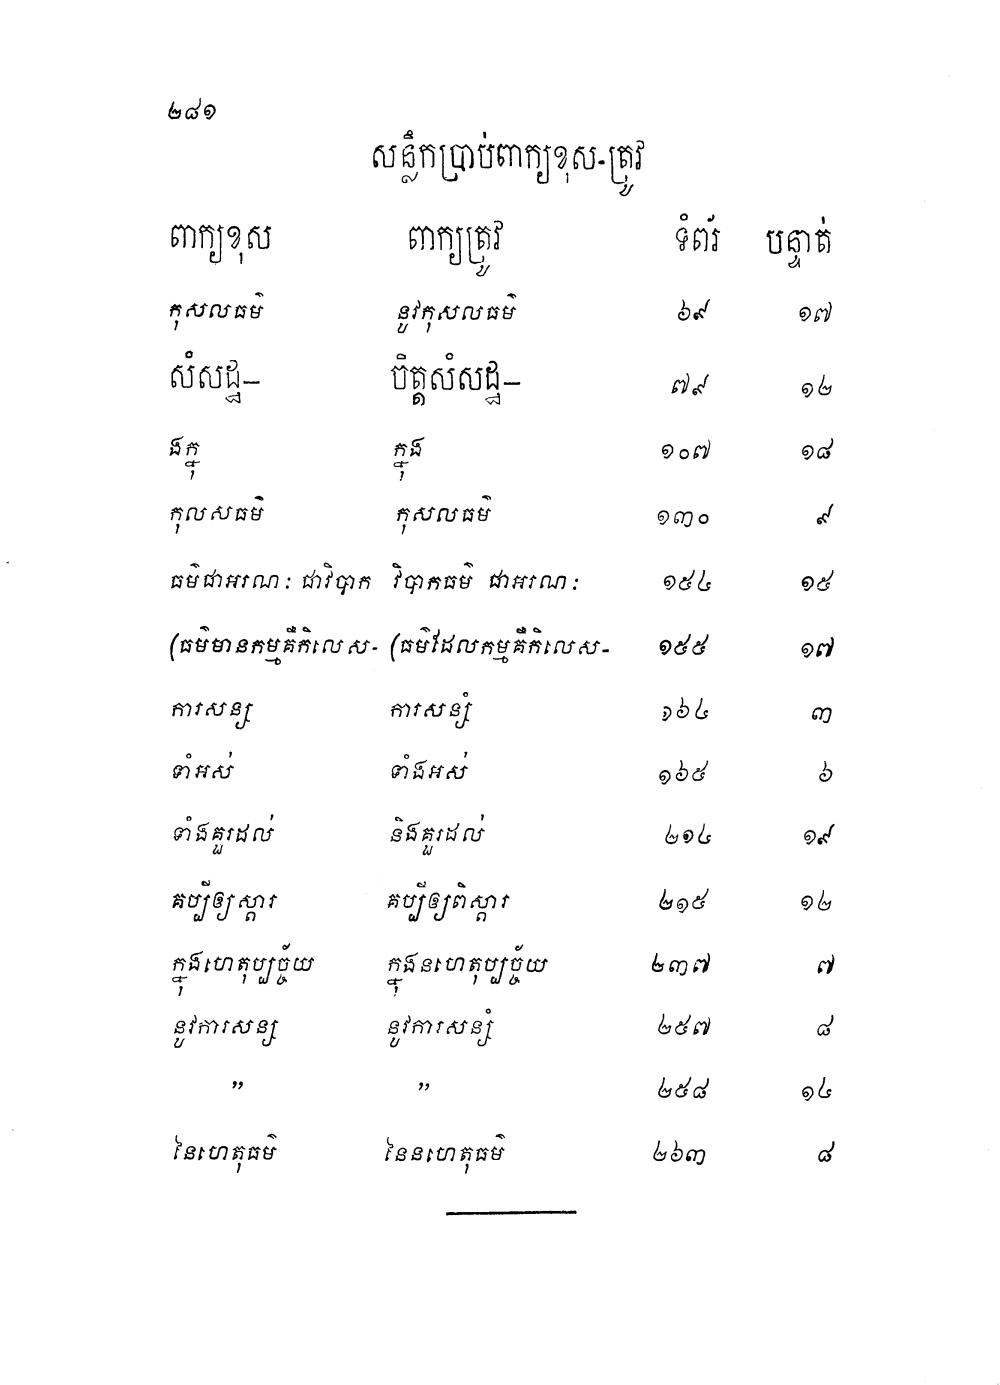 ២៨១
សន្លឹកប្រាប់ពាក្យខុស-ត្រូវ
ពាក្យខុស ពាក្យត្រូវ ទំព័រ បន្ទាត់
កុសលធម៌ នូវកុសលធម៌ ៦៩ ១៧
សំសដ្ឋ– ចិត្តសំសដ្ឋ– ៧៩ ១២
ងក្នុ ក្នុង ១០៧ ១៨
កុលសធម៌ កុសលធម៌ ១៣០ ៩
ធម៌ជាអរណៈ ជាវិបាក វិបាកធម៌ ជាអរណៈ ១៥៤ ១៥
(ធម៌មានកម្មគឺកិលេស- (ធម៌ដែលកម្មគឺកិលេស- ១៥៥ ១៧
ការសន្យ ការសន្យំ ១៦៤ ៣
ទាំអស់ ទាំងអស់ ១៦៥ ៦
ទាំងគួរដល់ និងគួរដល់ ២១៤ ១៩
គប្បីឲ្យស្តារ គប្បីឲ្យពិស្តារ ២១៥ ១២
ក្នុងហេតុប្បច្ច័យ ក្នុងនហេតុប្បច្ច័យ ២៣៧ ៧
នូវការសន្យ នូវការសន្យំ ២៥៧ ៨
” ” ២៥៨ ១៤
នៃហេតុធម៌ នៃនហេតុធម៌ ២៦៣ ៨